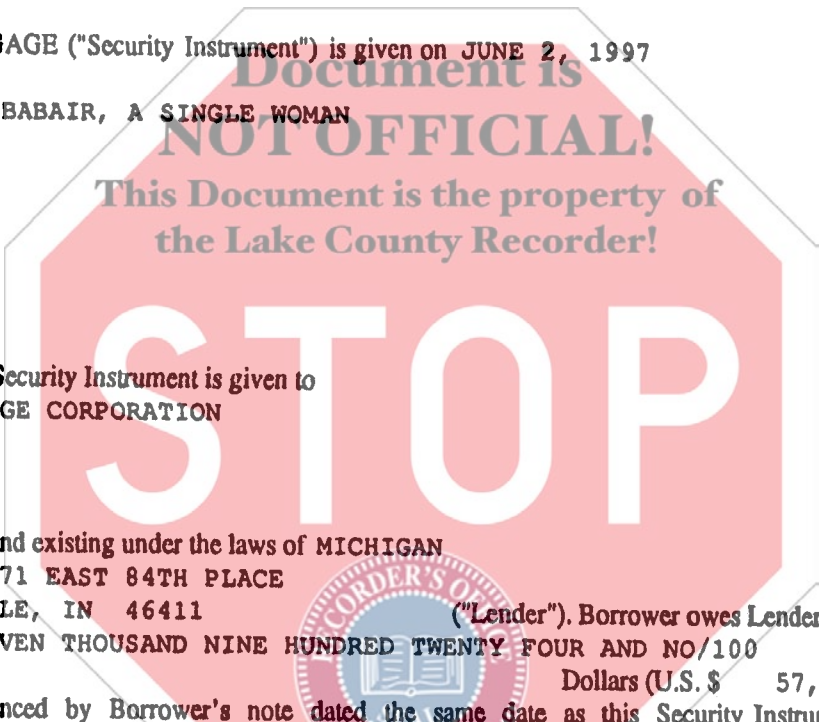 AGE ("Security Instrument") is given on JUNE 2, 1997
Document is
BABAIR, A SINGLE WOMAN
NOT OFFICIAL!
This Document is the property of
the Lake County Recorder!
STOP
Security Instrument is given to
GE CORPORATION
nd existing under the laws of MICHIGAN
71 EAST 84TH PLACE
LE, IN 46411 ("Lender"). Borrower owes Lender
VEN THOUSAND NINE HUNDRED TWENTY FOUR AND NO/100
Dollars (U.S. $ 57,
nced by Borrower's note dated the same date as this Security Instru